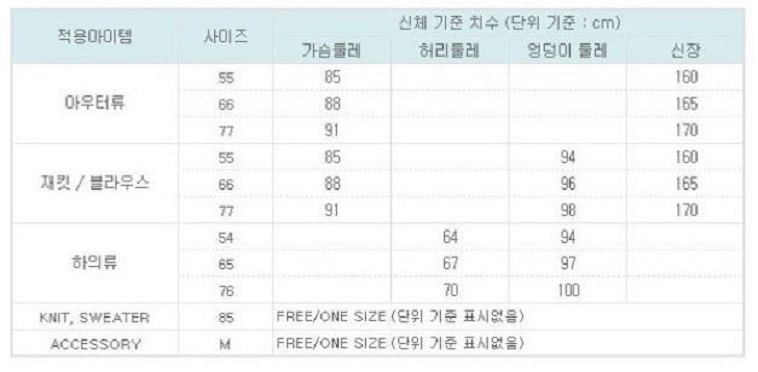 적용아이템 사이즈 신체 기준 치수 (단위 기준 : cm)
가슴둘레 허리둘레 엉덩이 둘레 신장
아우터류 55 85 160
66 88 165
77 91 170
재킷 / 블라우스 55 85 94 160
66 88 96 165
77 91 98 170
하의류 54 64 94
65 67 97
76 70 100
KNIT, SWEATER 85 FREE/ONE SIZE (단위 기준 표시없음)
ACCESSORY M FREE/ONE SIZE (단위 기준 표시없음)